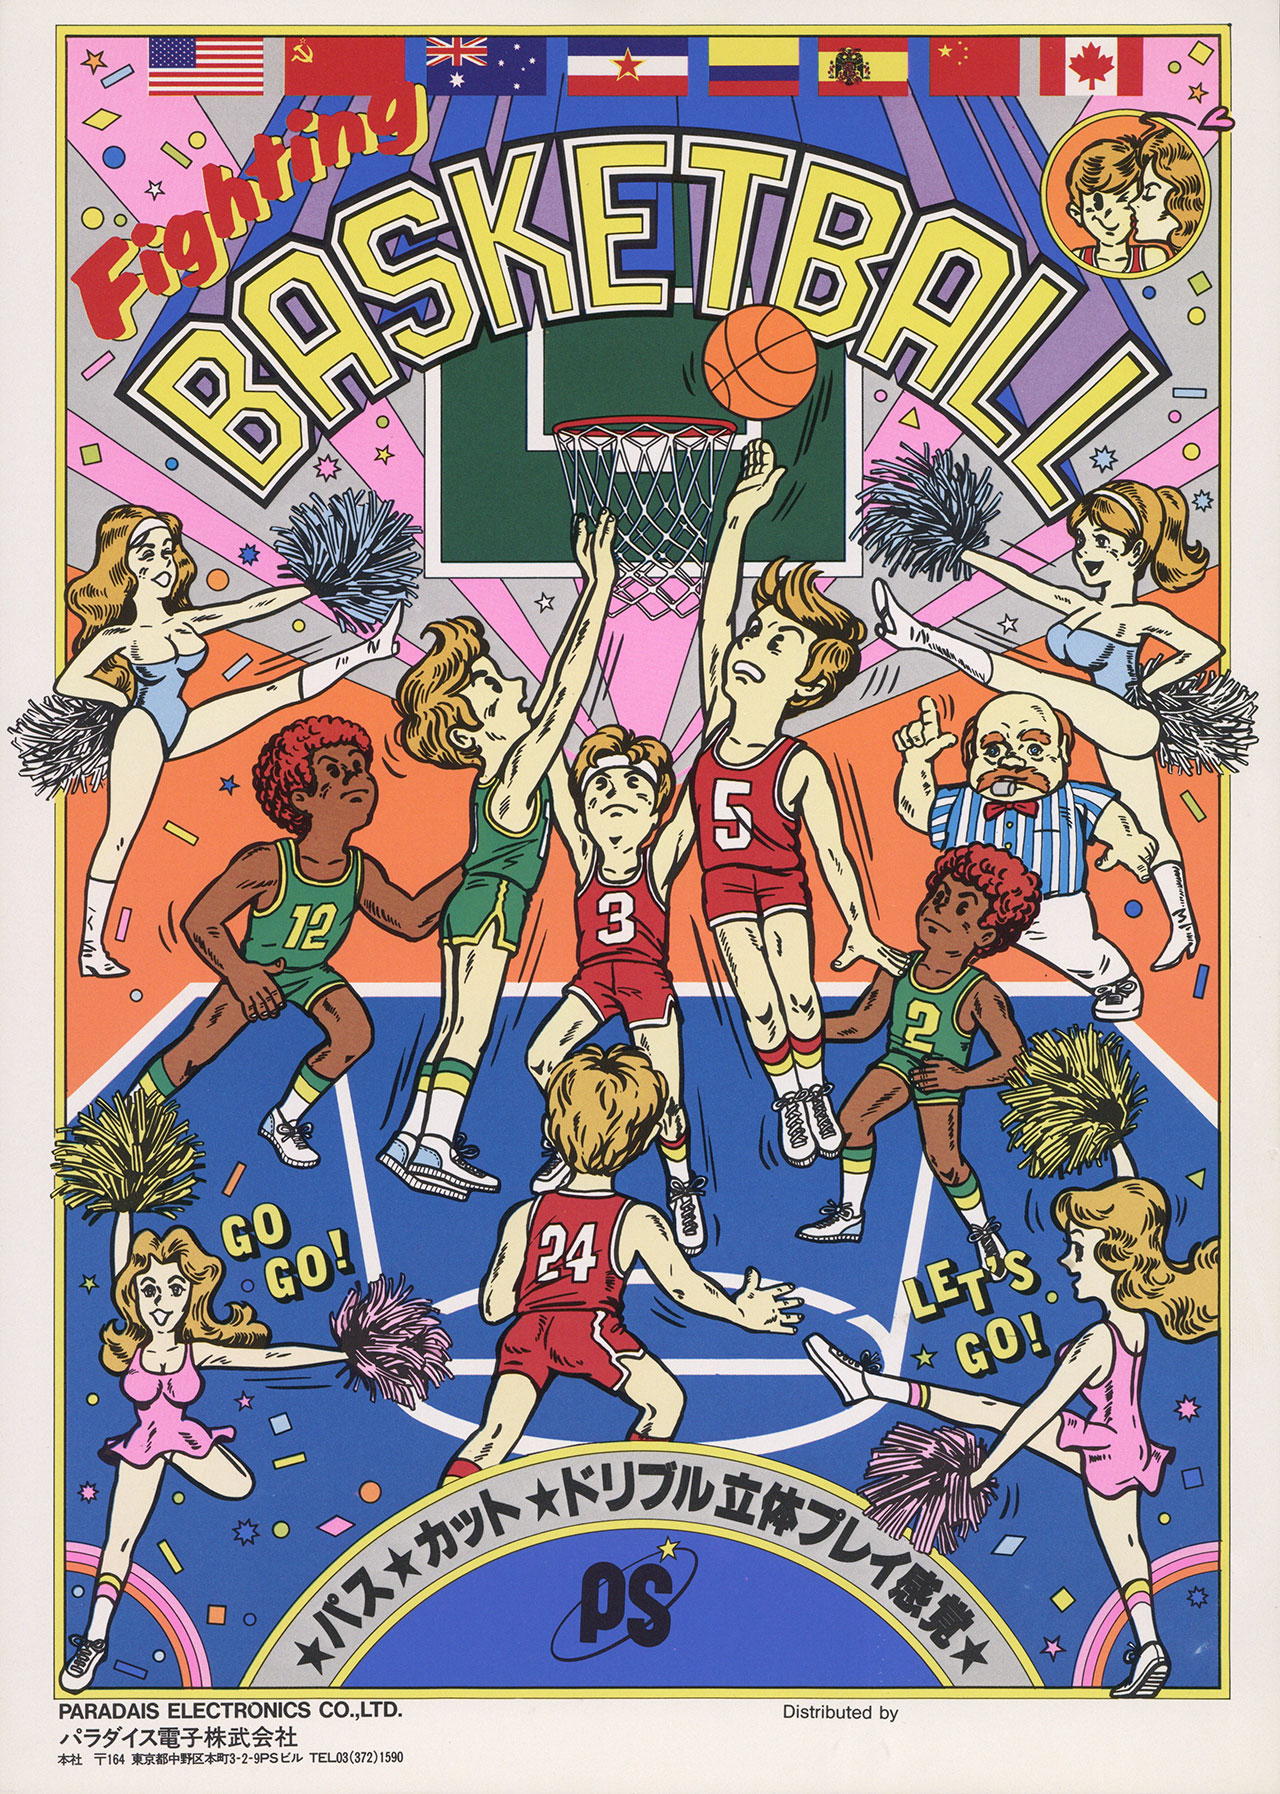 Fighting
BASKETBALL
5
3
12
2
24
GO
GO!
LET'S
GO!
★パス★カット★ドリブル立体プレイ感覚★
PS
PARADAIS ELECTRONICS CO.,LTD.
パラダイス電子株式会社
本社 〒164 東京都中野区本町3-2-9PSビル TEL03(372)1590
Distributed by